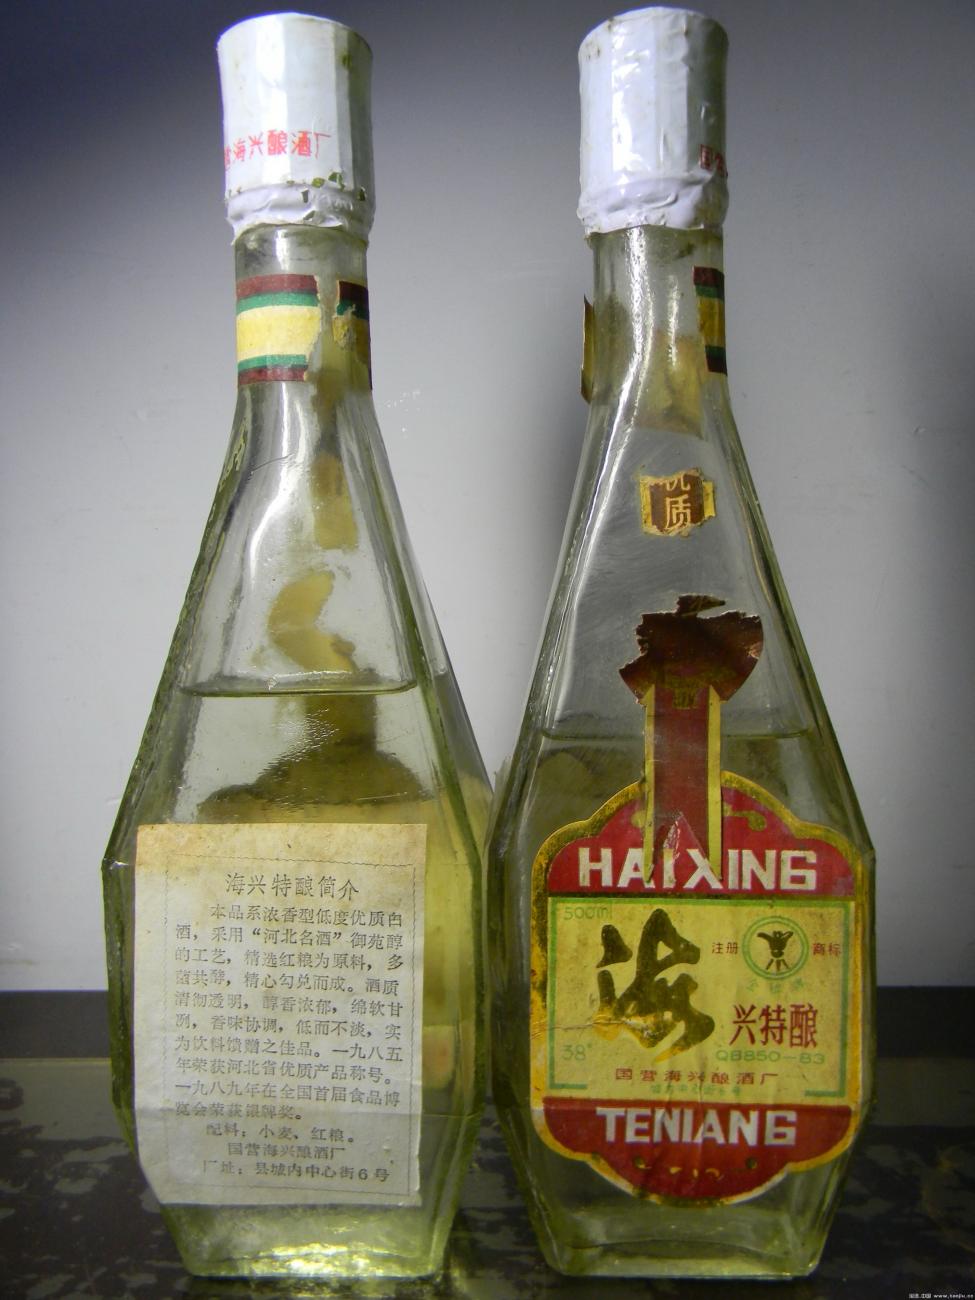 海兴酿酒厂
质
海兴特酿简介
本品系浓香型低度优质白
酒，采用“河北名酒”御苑醇
的工艺，精选红粮为原料，多
菌共酵，精心勾兑而成。酒质
清彻透明，醇香浓郁，绵软甘
冽，香味协调，低而不淡，实
为饮料馈赠之佳品。一九八五
年荣获河北省优质产品称号。
一九八九年在全国首届食品博
览会荣获银牌奖。
配料：小麦、红粮。
国营海兴酿酒厂
厂址：县城内中心街6号
HAIXING
500ml
海
注册
商标
兴特酿
38°
QB850-83
国营海兴酿酒厂
TENIANG